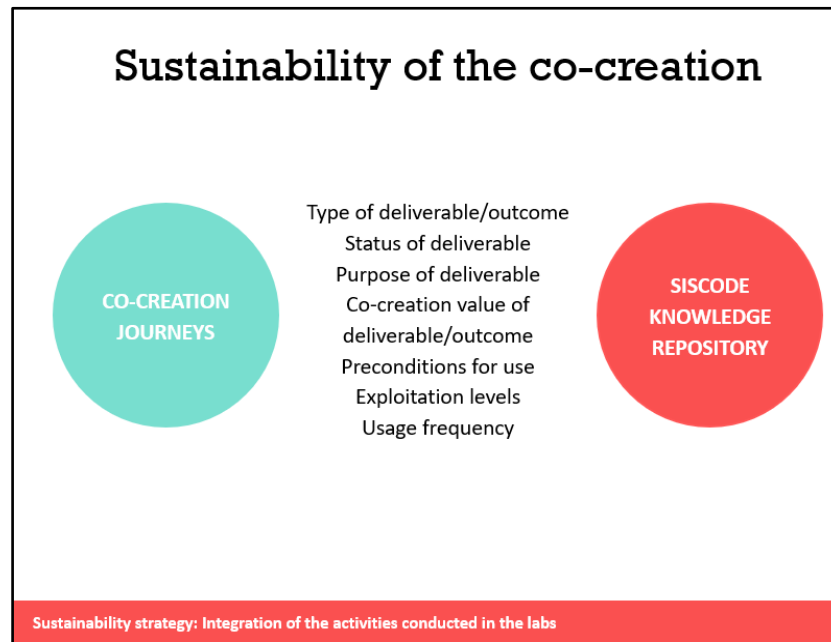 Sustainability of the co-creation
CO-CREATION
JOURNEYS
Type of deliverable/outcome
Status of deliverable
Purpose of deliverable
Co-creation value of
deliverable/outcome
Preconditions for use
Exploitation levels
Usage frequency
SISCODE
KNOWLEDGE
REPOSITORY
Sustainability strategy: Integration of the activities conducted in the labs